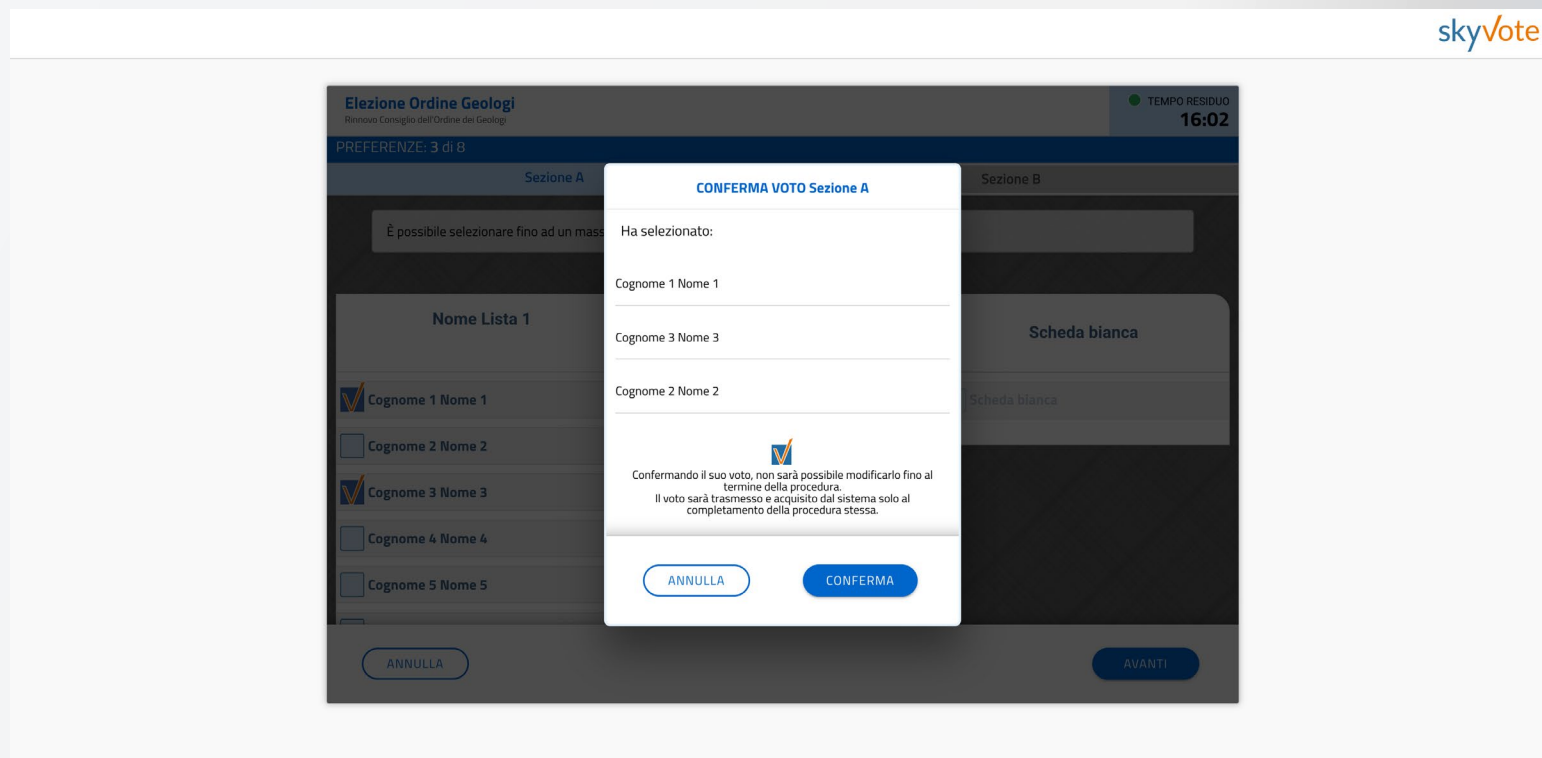 skyvote
Elezione Ordine Geologi
Rinnovo Consiglio dell'Ordine dei Geologi
TEMPO RESIDUO
16:02
PREFERENZE: 3 di 8
Sezione A
Sezione B
È possibile selezionare fino ad un mass
CONFERMA VOTO Sezione A
Ha selezionato:
Cognome 1 Nome 1
Cognome 3 Nome 3
Cognome 2 Nome 2
Confermando il suo voto, non sarà possibile modificarlo fino al
termine della procedura.
Il voto sarà trasmesso e acquisito dal sistema solo al
completamento della procedura stessa.
ANNULLA
CONFERMA
Nome Lista 1
Cognome 1 Nome 1
Cognome 2 Nome 2
Cognome 3 Nome 3
Cognome 4 Nome 4
Cognome 5 Nome 5
Scheda bianca
Scheda bianca
ANNULLA
AVANTI